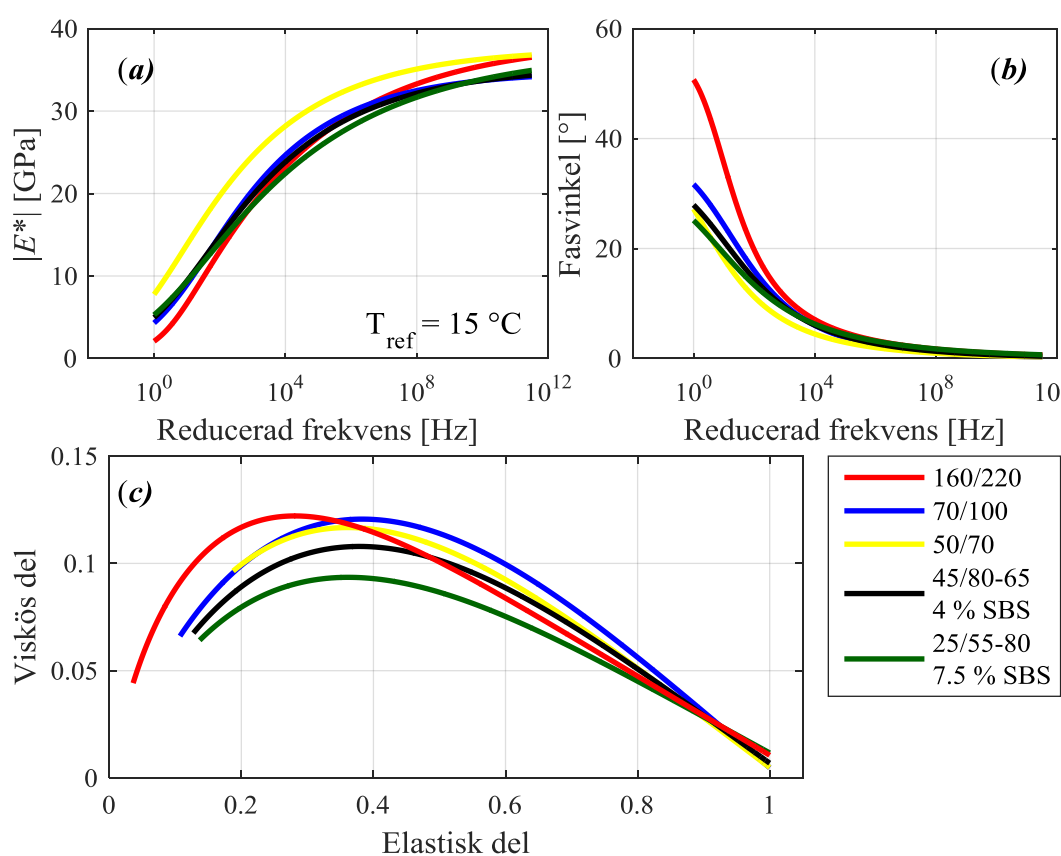 (a)
|E*| [GPa]
40
30
20
10
0
T_ref = 15 °C
10^0
10^4
10^8
10^12
Reducerad frekvens [Hz]
(b)
Fasvinkel [°]
60
40
20
0
10^0
10^4
10^8
10
Reducerad frekvens [Hz]
(c)
Viskös del
0.15
0.1
0.05
0
0
0.2
0.4
0.6
0.8
1
Elastisk del
160/220
70/100
50/70
45/80-65
4 % SBS
25/55-80
7.5 % SBS